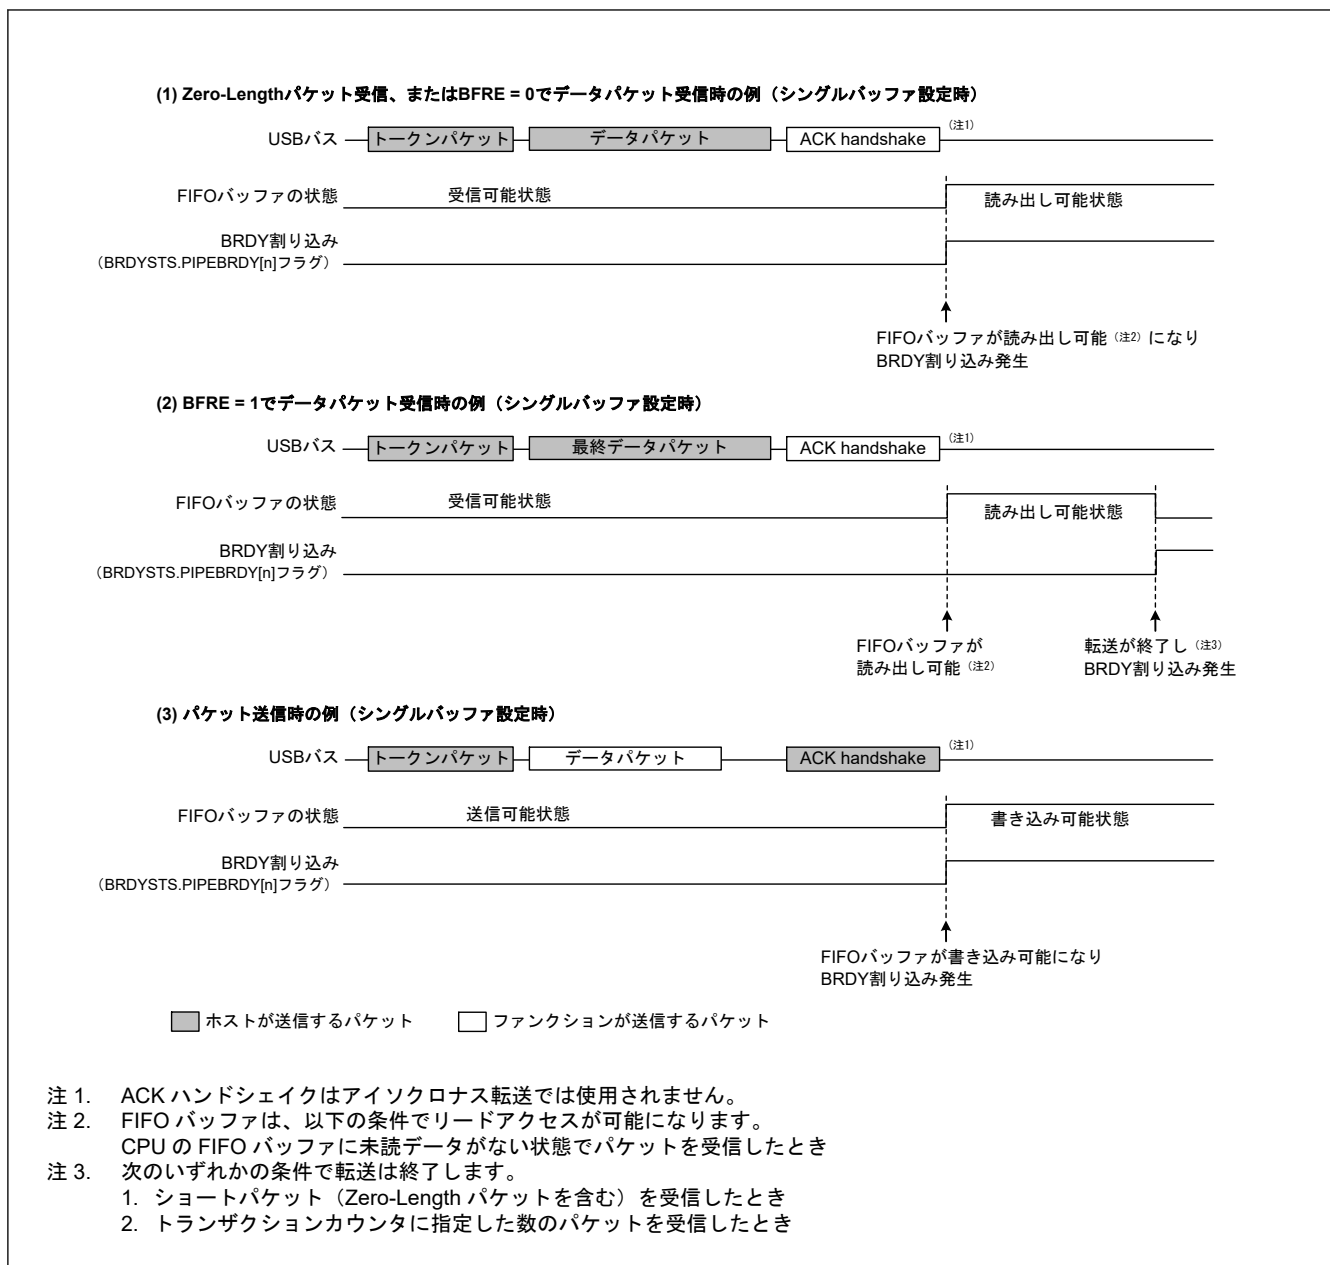 (1) Zero-Lengthパケット受信、またはBFRE = 0でデータパケット受信時の例（シングルバッファ設定時）
USBバス トークンパケット データパケット ACK handshake （注1）
FIFOバッファの状態 受信可能状態 読み出し可能状態
BRDY割り込み
（BRDYSTS.PIPEBRDY[n]フラグ）
FIFOバッファが読み出し可能（注2）になり
BRDY割り込み発生
(2) BFRE = 1でデータパケット受信時の例（シングルバッファ設定時）
USBバス トークンパケット 最終データパケット ACK handshake （注1）
FIFOバッファの状態 受信可能状態 読み出し可能状態
BRDY割り込み
（BRDYSTS.PIPEBRDY[n]フラグ）
FIFOバッファが 転送が終了し（注3）
読み出し可能（注2） BRDY割り込み発生
(3) パケット送信時の例（シングルバッファ設定時）
USBバス トークンパケット データパケット ACK handshake （注1）
FIFOバッファの状態 送信可能状態 書き込み可能状態
BRDY割り込み
（BRDYSTS.PIPEBRDY[n]フラグ）
FIFOバッファが書き込み可能になり
BRDY割り込み発生
ホストが送信するパケット ファンクションが送信するパケット
注 1. ACK ハンドシェイクはアイソクロナス転送では使用されません。
注 2. FIFO バッファは、以下の条件でリードアクセスが可能になります。
CPU の FIFO バッファに未読データがない状態でパケットを受信したとき
注 3. 次のいずれかの条件で転送は終了します。
1. ショートパケット（Zero-Length パケットを含む）を受信したとき
2. トランザクションカウンタに指定した数のパケットを受信したとき